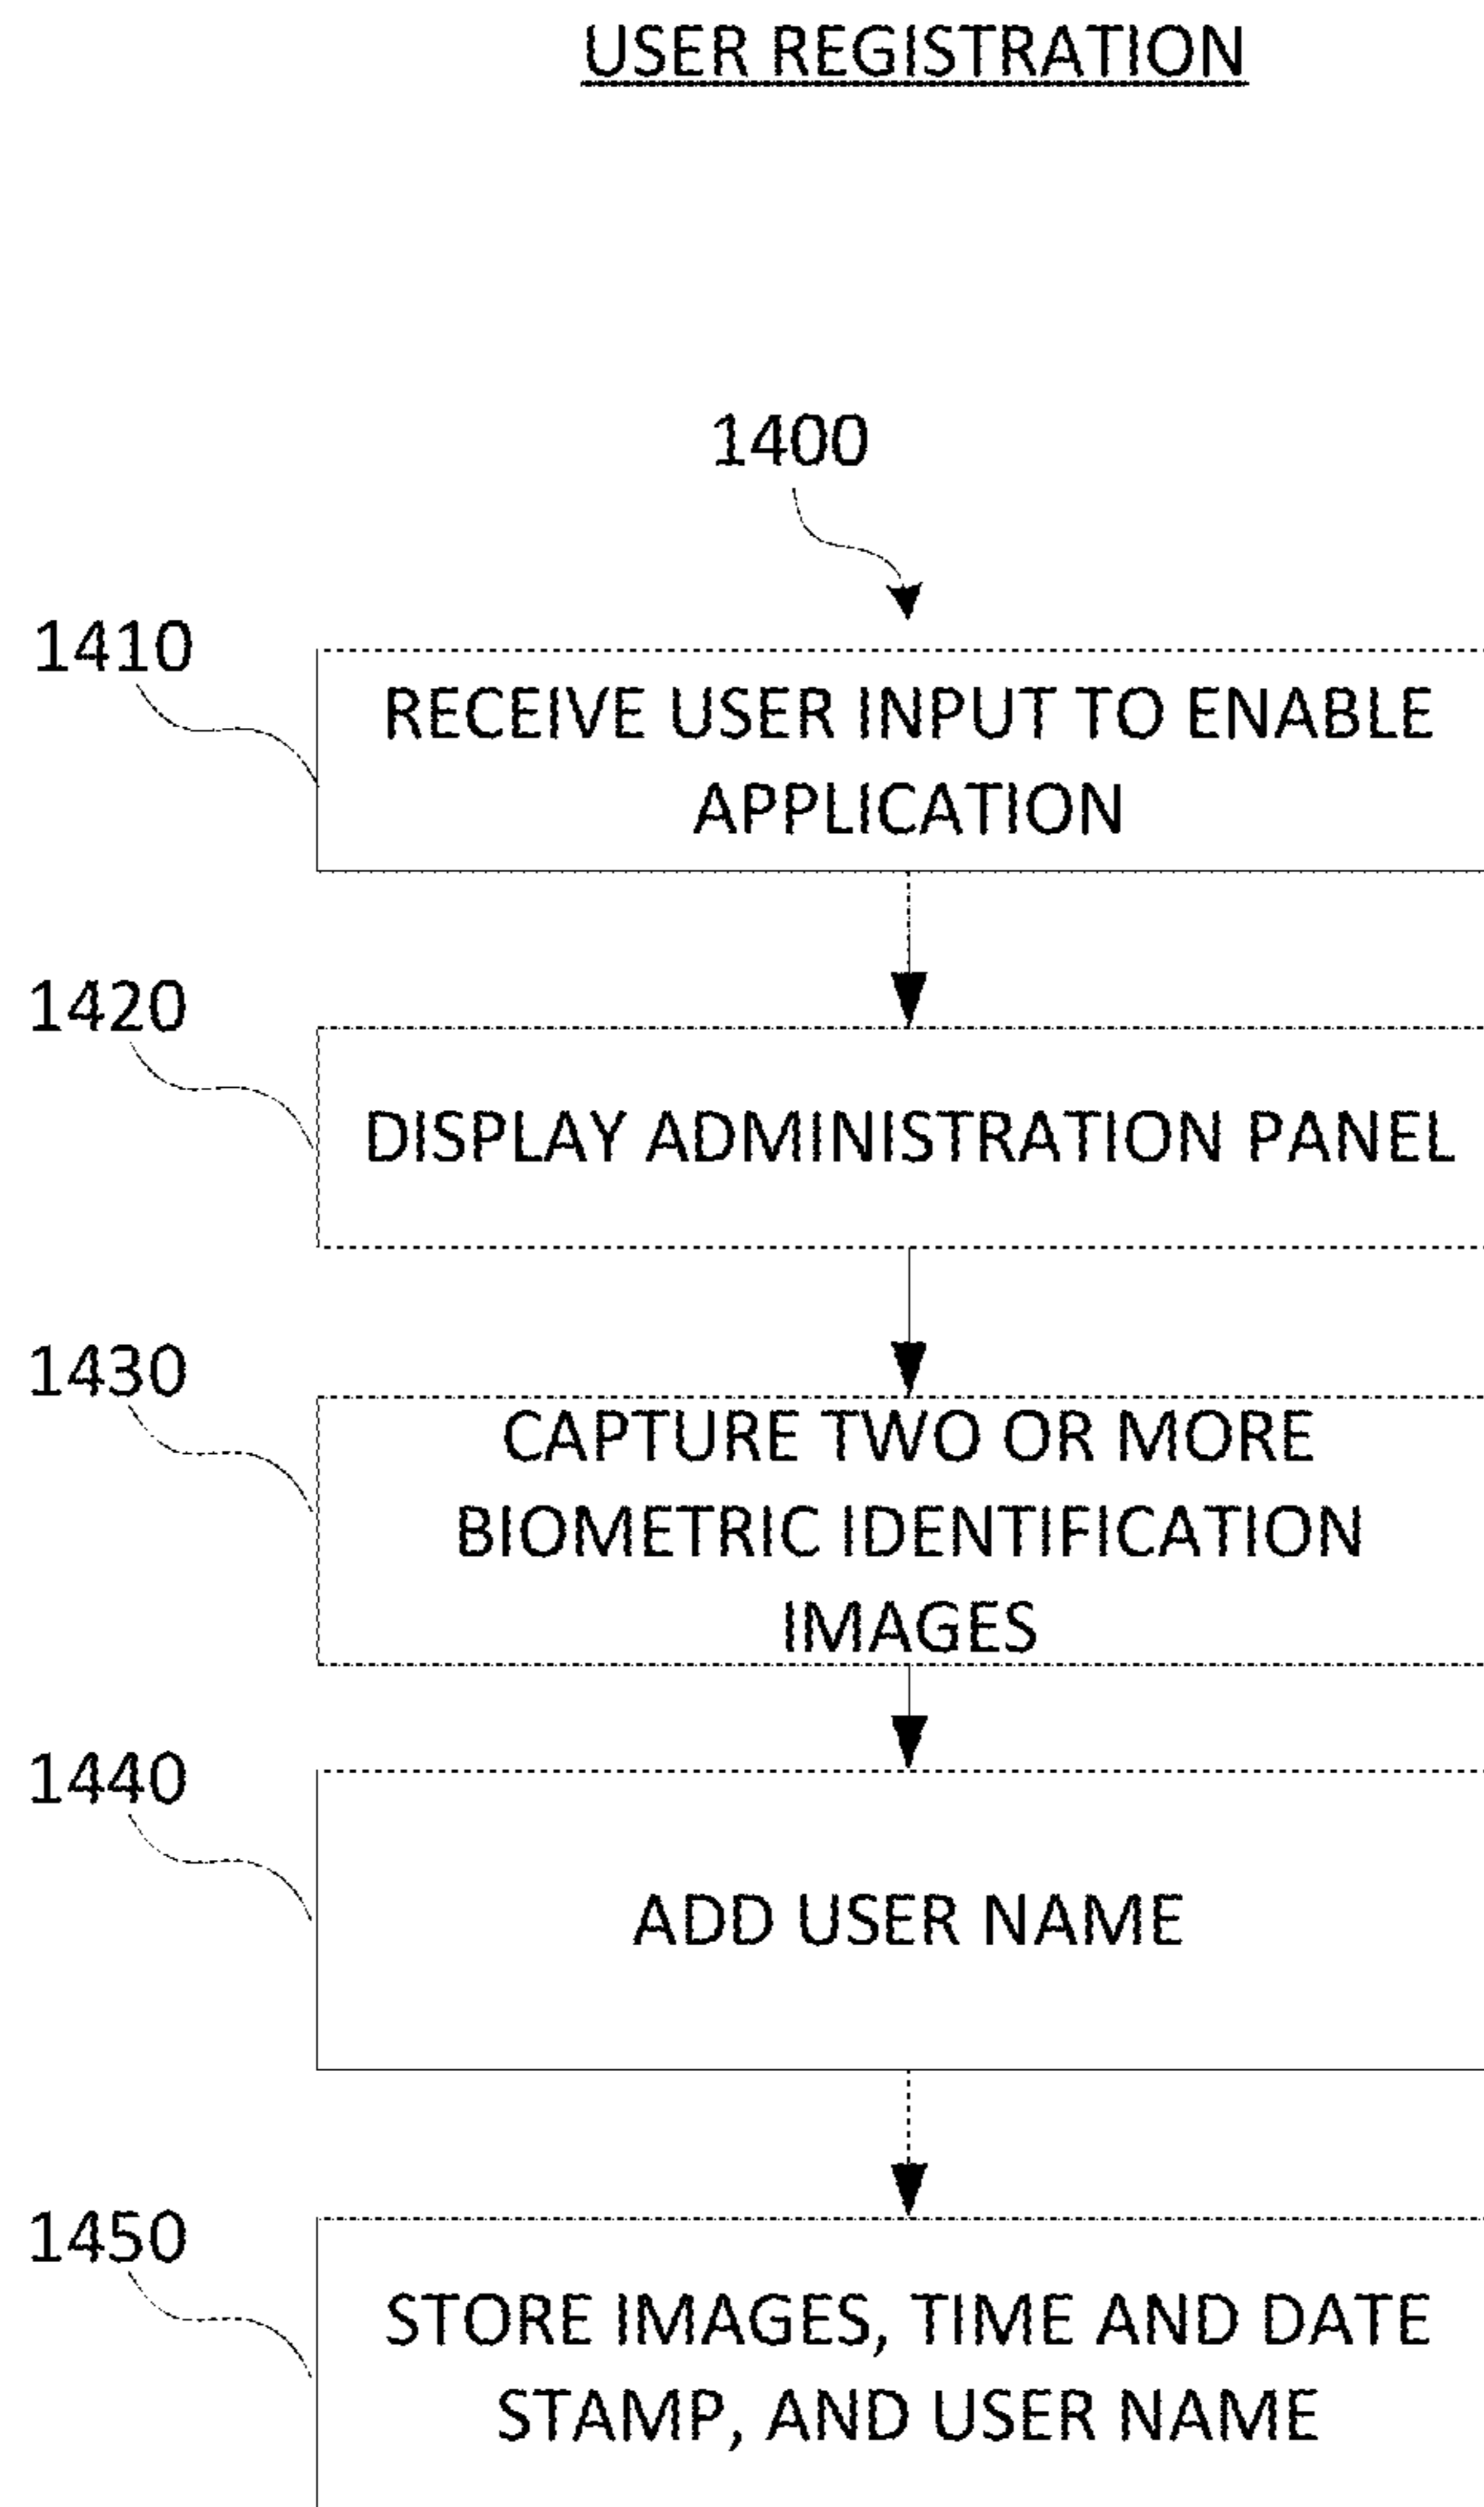 USER REGISTRATION
1400
1410
RECEIVE USER INPUT TO ENABLE
APPLICATION
1420
DISPLAY ADMINISTRATION PANEL
1430
CAPTURE TWO OR MORE
BIOMETRIC IDENTIFICATION
IMAGES
1440
ADD USER NAME
1450
STORE IMAGES, TIME AND DATE
STAMP, AND USER NAME